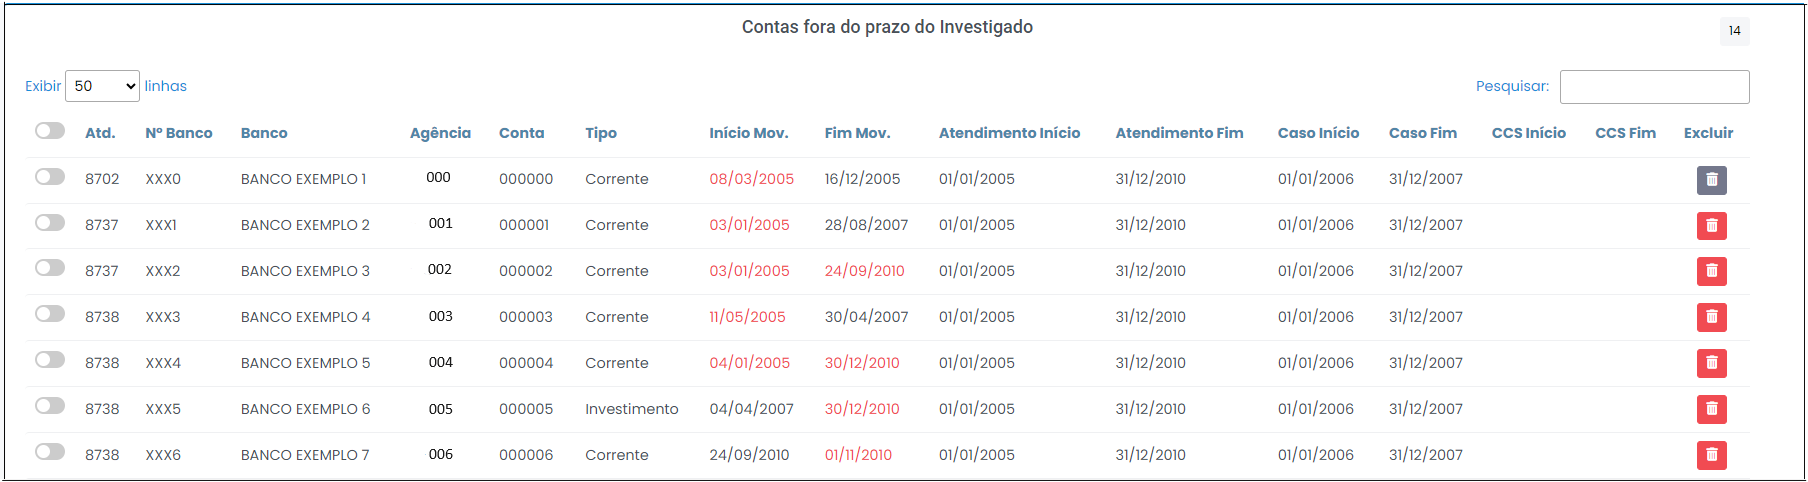 Contas fora do prazo do Investigado 14
Exibir 50 linhas Pesquisar:
Atd. Nº Banco Banco Agência Conta Tipo Início Mov. Fim Mov. Atendimento Início Atendimento Fim Caso Início Caso Fim CCS Início CCS Fim Excluir
8702 XXX0 BANCO EXEMPLO 1 000 000000 Corrente 08/03/2005 16/12/2005 01/01/2005 31/12/2010 01/01/2006 31/12/2007
8737 XXX1 BANCO EXEMPLO 2 001 000001 Corrente 03/01/2005 28/08/2007 01/01/2005 31/12/2010 01/01/2006 31/12/2007
8737 XXX2 BANCO EXEMPLO 3 002 000002 Corrente 03/01/2005 24/09/2010 01/01/2005 31/12/2010 01/01/2006 31/12/2007
8738 XXX3 BANCO EXEMPLO 4 003 000003 Corrente 11/05/2005 30/04/2007 01/01/2005 31/12/2010 01/01/2006 31/12/2007
8738 XXX4 BANCO EXEMPLO 5 004 000004 Corrente 04/01/2005 30/12/2010 01/01/2005 31/12/2010 01/01/2006 31/12/2007
8738 XXX5 BANCO EXEMPLO 6 005 000005 Investimento 04/04/2007 30/12/2010 01/01/2005 31/12/2010 01/01/2006 31/12/2007
8738 XXX6 BANCO EXEMPLO 7 006 000006 Corrente 24/09/2010 01/11/2010 01/01/2005 31/12/2010 01/01/2006 31/12/2007